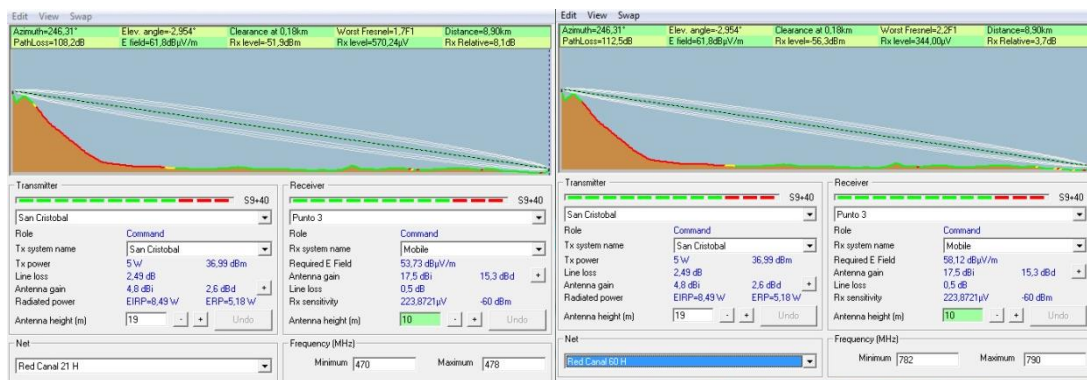 Edit View Swap
Azimuth=246,31° Elev. angle=-2,954° Clearance at 0,18km Worst Fresnel=1,7F1 Distance=8,90km
PathLoss=108,2dB E field=61,8dBµV/m Rx level=-51,9dBm Rx level=570,24µV Rx Relative=8,1dB
Transmitter
S9+40
San Cristobal
Role Command
Tx system name San Cristobal
Tx power 5 W 36,99 dBm
Line loss 2,49 dB
Antenna gain 4,8 dBi 2,6 dBd +
Radiated power EIRP=8,49 W ERP=5,18 W
Antenna height (m) 19 - + Undo
Receiver
S9+40
Punto 3
Role Command
Rx system name Mobile
Required E Field 53,73 dBµV/m
Antenna gain 17,5 dBi 15,3 dBd +
Line loss 0,5 dB
Rx sensitivity 223,8721µV -60 dBm
Antenna height (m) 10 - + Undo
Net
Red Canal 21 H
Frequency (MHz)
Minimum 470 Maximum 478
Edit View Swap
Azimuth=246,31° Elev. angle=-2,954° Clearance at 0,18km Worst Fresnel=2,2F1 Distance=8,90km
PathLoss=112,5dB E field=61,8dBµV/m Rx level=-56,3dBm Rx level=344,00µV Rx Relative=3,7dB
Transmitter
S9+40
San Cristobal
Role Command
Tx system name San Cristobal
Tx power 5 W 36,99 dBm
Line loss 2,49 dB
Antenna gain 4,8 dBi 2,6 dBd +
Radiated power EIRP=8,49 W ERP=5,18 W
Antenna height (m) 19 - + Undo
Receiver
S9+40
Punto 3
Role Command
Rx system name Mobile
Required E Field 58,12 dBµV/m
Antenna gain 17,5 dBi 15,3 dBd +
Line loss 0,5 dB
Rx sensitivity 223,8721µV -60 dBm
Antenna height (m) 10 - + Undo
Net
Red Canal 60 H
Frequency (MHz)
Minimum 782 Maximum 790